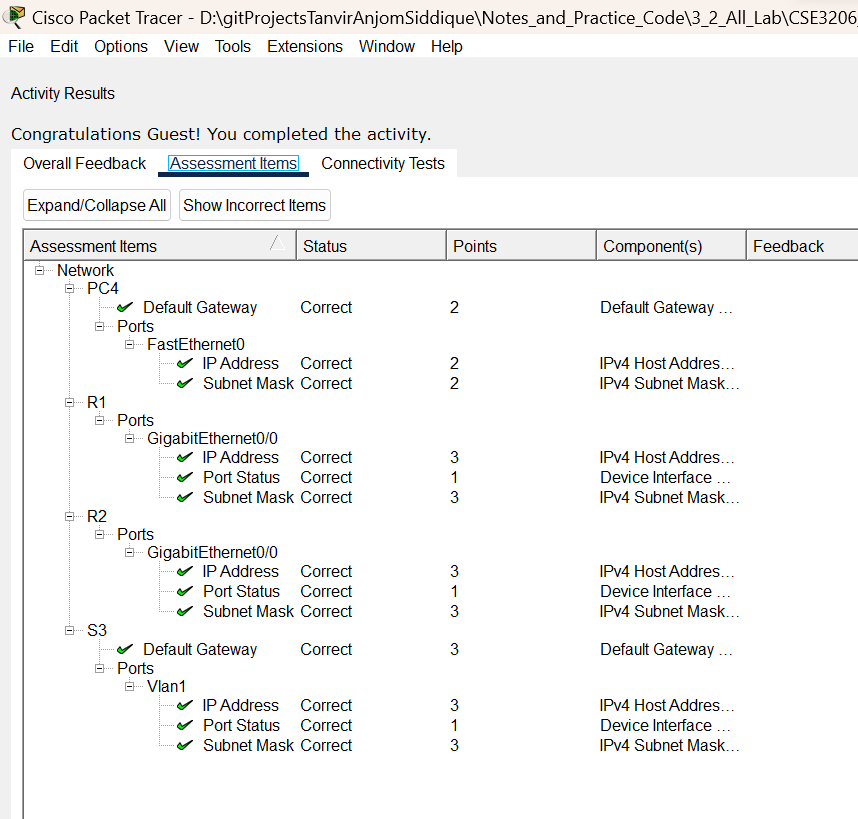 Cisco Packet Tracer - D:\gitProjectsTanvirAnjomSiddique\Notes_and_Practice_Code\3_2_All_Lab\CSE3206_
File Edit Options View Tools Extensions Window Help
Activity Results
Congratulations Guest! You completed the activity.
Overall Feedback Assessment Items Connectivity Tests
Expand/Collapse All Show Incorrect Items
Assessment Items Status Points Component(s) Feedback
Network
PC4
Default Gateway Correct 2 Default Gateway ...
Ports
FastEthernet0
IP Address Correct 2 IPv4 Host Addres...
Subnet Mask Correct 2 IPv4 Subnet Mask...
R1
Ports
GigabitEthernet0/0
IP Address Correct 3 IPv4 Host Addres...
Port Status Correct 1 Device Interface ...
Subnet Mask Correct 3 IPv4 Subnet Mask...
R2
Ports
GigabitEthernet0/0
IP Address Correct 3 IPv4 Host Addres...
Port Status Correct 1 Device Interface ...
Subnet Mask Correct 3 IPv4 Subnet Mask...
S3
Default Gateway Correct 3 Default Gateway ...
Ports
Vlan1
IP Address Correct 3 IPv4 Host Addres...
Port Status Correct 1 Device Interface ...
Subnet Mask Correct 3 IPv4 Subnet Mask...